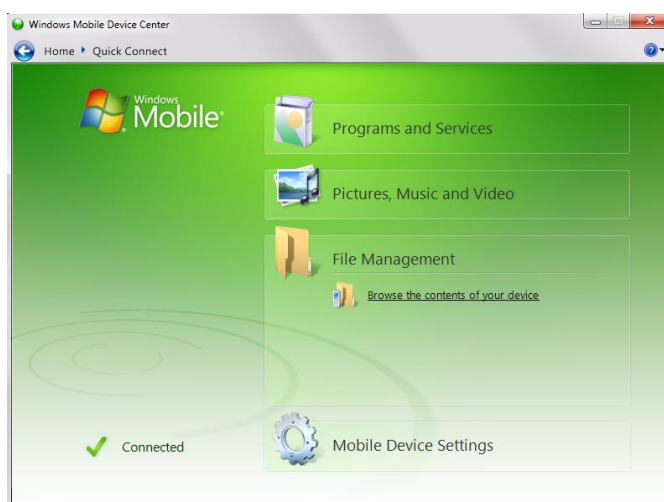 Windows Mobile Device Center
Home Quick Connect
Windows
Mobile®
Programs and Services
Pictures, Music and Video
File Management
Browse the contents of your device
Connected
Mobile Device Settings